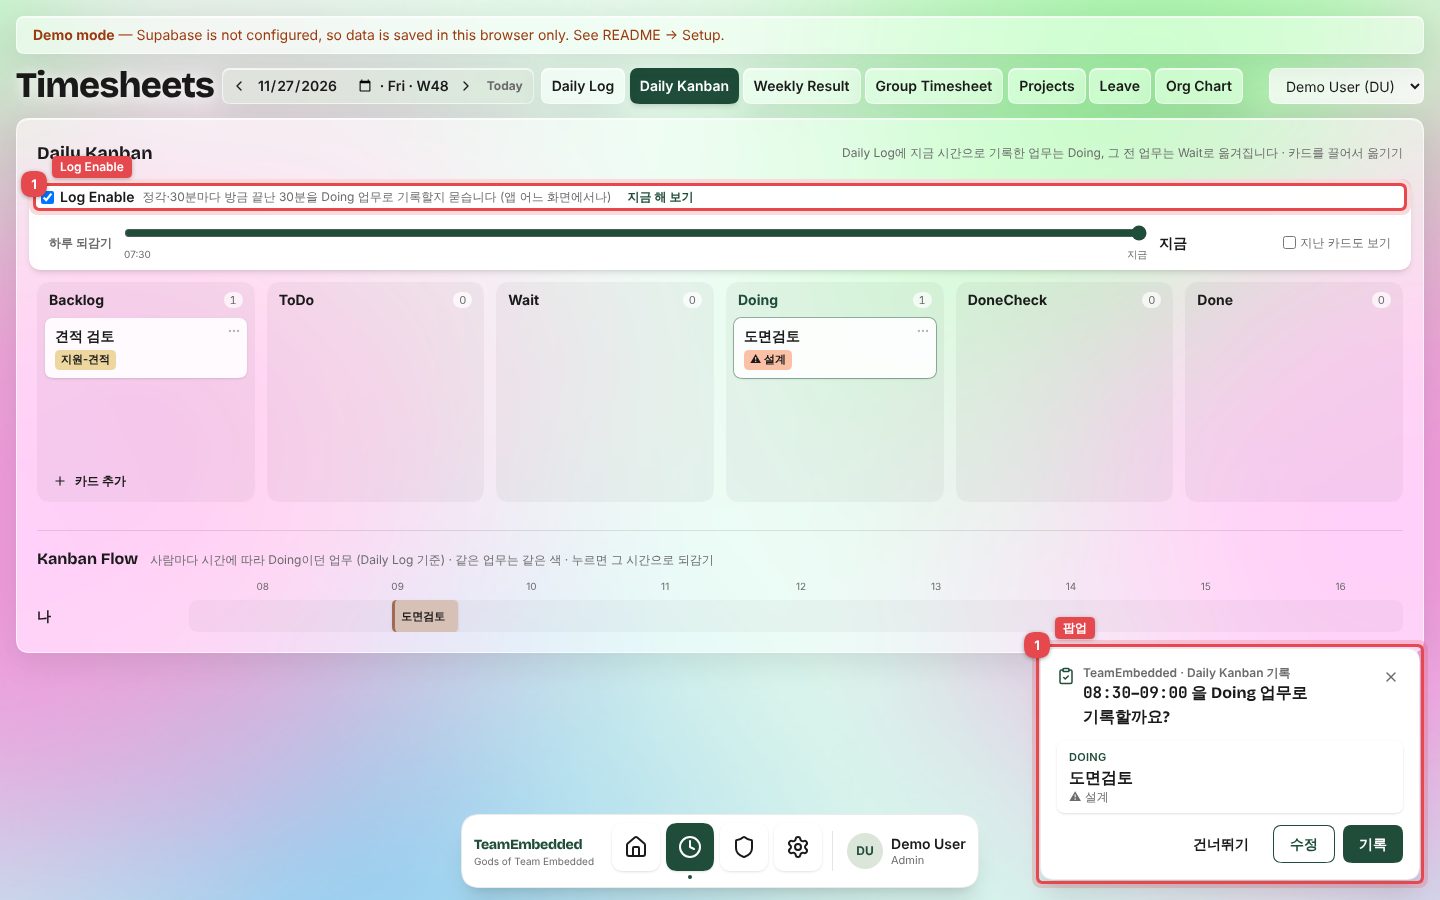 Demo mode — Supabase is not configured, so data is saved in this browser only. See README → Setup.
Timesheets
11/27/2026 · Fri · W48 Today
Daily Log
Daily Kanban
Weekly Result
Group Timesheet
Projects
Leave
Org Chart
Demo User (DU)
Daily Kanban
Daily Log에 지금 시간으로 기록한 업무는 Doing, 그 전 업무는 Wait로 옮겨집니다 · 카드를 끌어서 옮기기
Log Enable
1
Log Enable 정각·30분마다 방금 끝난 30분을 Doing 업무로 기록할지 묻습니다 (앱 어느 화면에서나) 지금 해 보기
하루 되감기
07:30
지금
지금
지난 카드도 보기
Backlog 1
ToDo 0
Wait 0
Doing 1
DoneCheck 0
Done 0
견적 검토
지원-견적
도면검토
⚠ 설계
+ 카드 추가
Kanban Flow 사람마다 시간에 따라 Doing이던 업무 (Daily Log 기준) · 같은 업무는 같은 색 · 누르면 그 시간으로 되감기
08 09 10 11 12 13 14 15 16
나
도면검토
팝업
1
TeamEmbedded · Daily Kanban 기록
08:30–09:00 을 Doing 업무로
기록할까요?
DOING
도면검토
⚠ 설계
건너뛰기
수정
기록
TeamEmbedded
Gods of Team Embedded
DU
Demo User
Admin